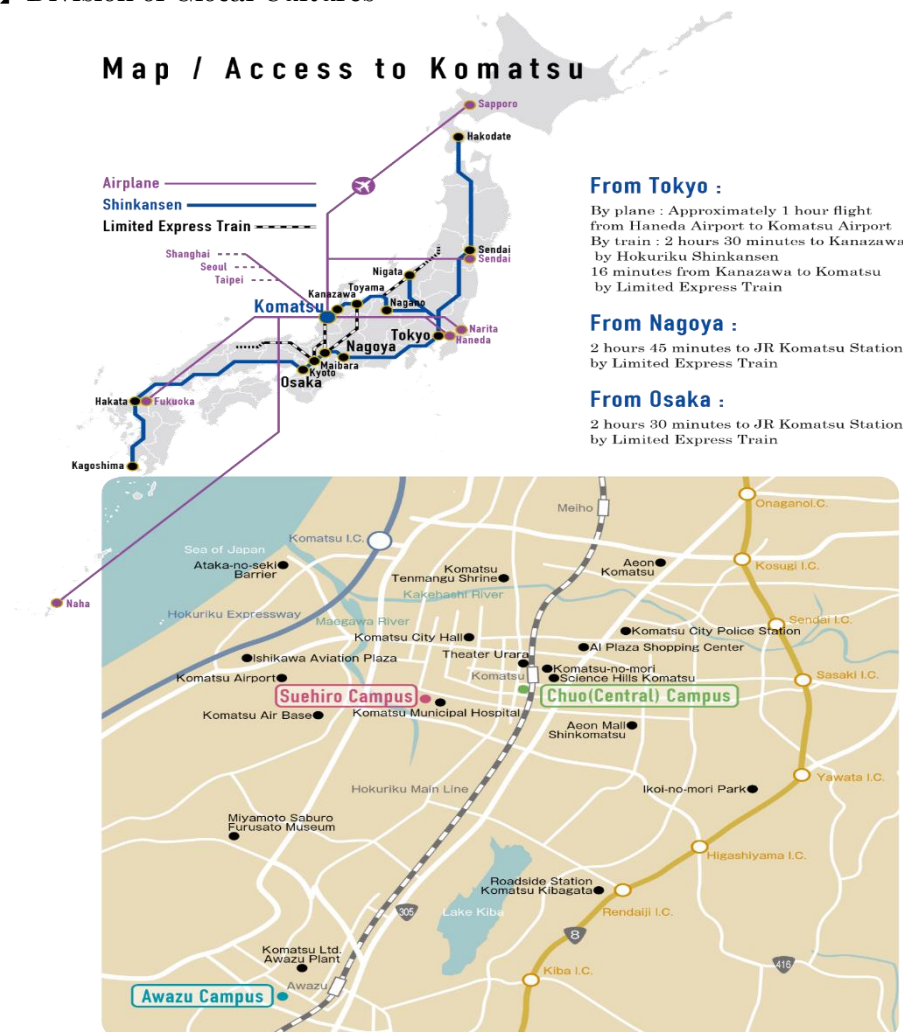 Division of Glocal Cultures
Map / Access to Komatsu
Sapporo
Hakodate
Airplane
Shinkansen
Limited Express Train
Sendai
Sendai
Shanghai
Seoul
Taipei
Nigata
Toyama
Kanazawa
Komatsu
Nagano
Narita
Tokyo
Haneda
Nagoya
Maibara
Kyoto
Osaka
Hakata
Fukuoka
Kagoshima
Naha
From Tokyo :
By plane : Approximately 1 hour flight
from Haneda Airport to Komatsu Airport
By train : 2 hours 30 minutes to Kanazawa
by Hokuriku Shinkansen
16 minutes from Kanazawa to Komatsu
by Limited Express Train
From Nagoya :
2 hours 45 minutes to JR Komatsu Station
by Limited Express Train
From Osaka :
2 hours 30 minutes to JR Komatsu Station
by Limited Express Train
Onaganol.C.
Meiho
Komatsu I.C.
Sea of Japan
Ataka-no-seki
Barrier
Komatsu
Tenmangu Shrine
Aeon
Komatsu
Kosugi I.C.
Kakehashi River
Hokuriku Expressway
Maegawa River
Sendai I.C.
Komatsu City Hall
Komatsu City Police Station
Theater Urara
Al Plaza Shopping Center
Ishikawa Aviation Plaza
Komatsu-no-mori
Komatsu
Science Hills Komatsu
Sasaki I.C.
Komatsu Airport
Suehiro Campus
Chuo(Central) Campus
Komatsu Air Base
Komatsu Municipal Hospital
Aeon Mall
Shinkomatsu
Yawata I.C.
Hokuriku Main Line
Ikoi-no-mori Park
Miyamoto Saburo
Furusato Museum
Higashiyama I.C.
Roadside Station
Komatsu Kibagata
305
Lake Kiba
Rendaiji I.C.
8
Komatsu Ltd.
Awazu Plant
416
Kiba I.C.
Awazu
Awazu Campus